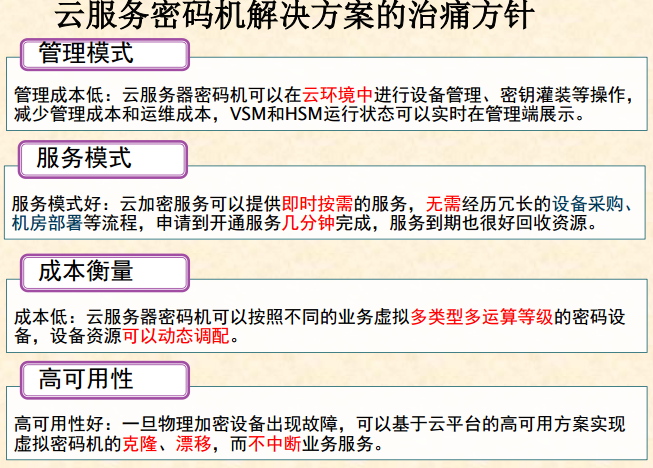 云服务密码机解决方案的治痛方针
管理模式
管理成本低：云服务器密码机可以在云环境中进行设备管理、密钥灌装等操作，
减少管理成本和运维成本，VSM和HSM运行状态可以实时在管理端展示。
服务模式
服务模式好：云加密服务可以提供即时按需的服务，无需经历冗长的设备采购、
机房部署等流程，申请到开通服务几分钟完成，服务到期也很好回收资源。
成本衡量
成本低：云服务器密码机可以按照不同的业务虚拟多类型多运算等级的密码设
备，设备资源可以动态调配。
高可用性
高可用性好：一旦物理加密设备出现故障，可以基于云平台的高可用方案实现
虚拟密码机的克隆、漂移，而不中断业务服务。